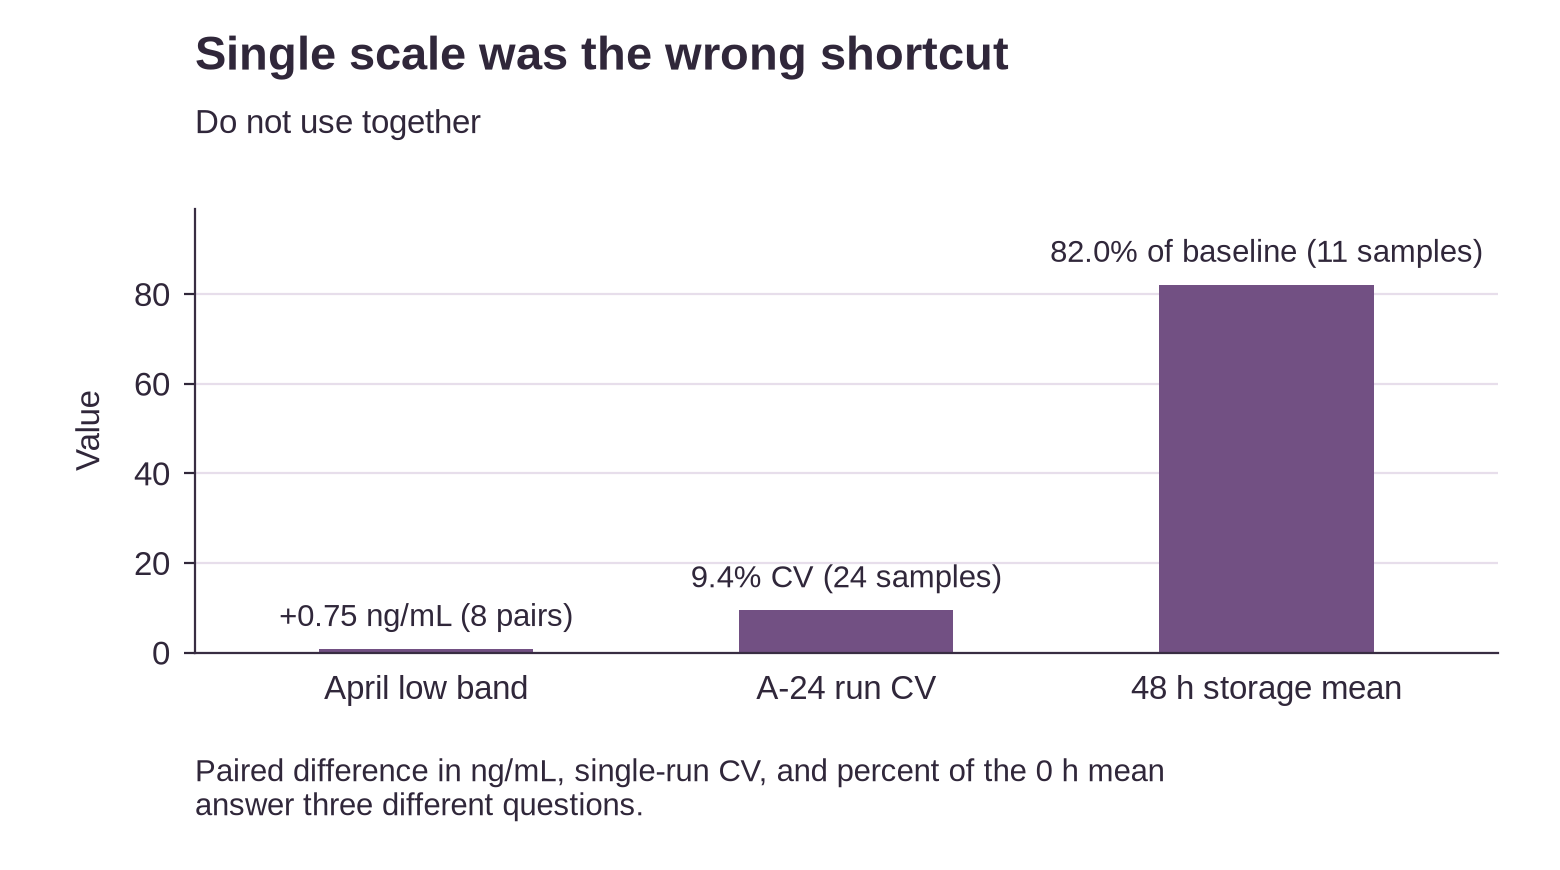 Single scale was the wrong shortcut
Do not use together
82.0% of baseline (11 samples)
80
60
Value
40
20
9.4% CV (24 samples)
+0.75 ng/mL (8 pairs)
0
April low band
A-24 run CV
48 h storage mean
Paired difference in ng/mL, single-run CV, and percent of the 0 h mean
answer three different questions.